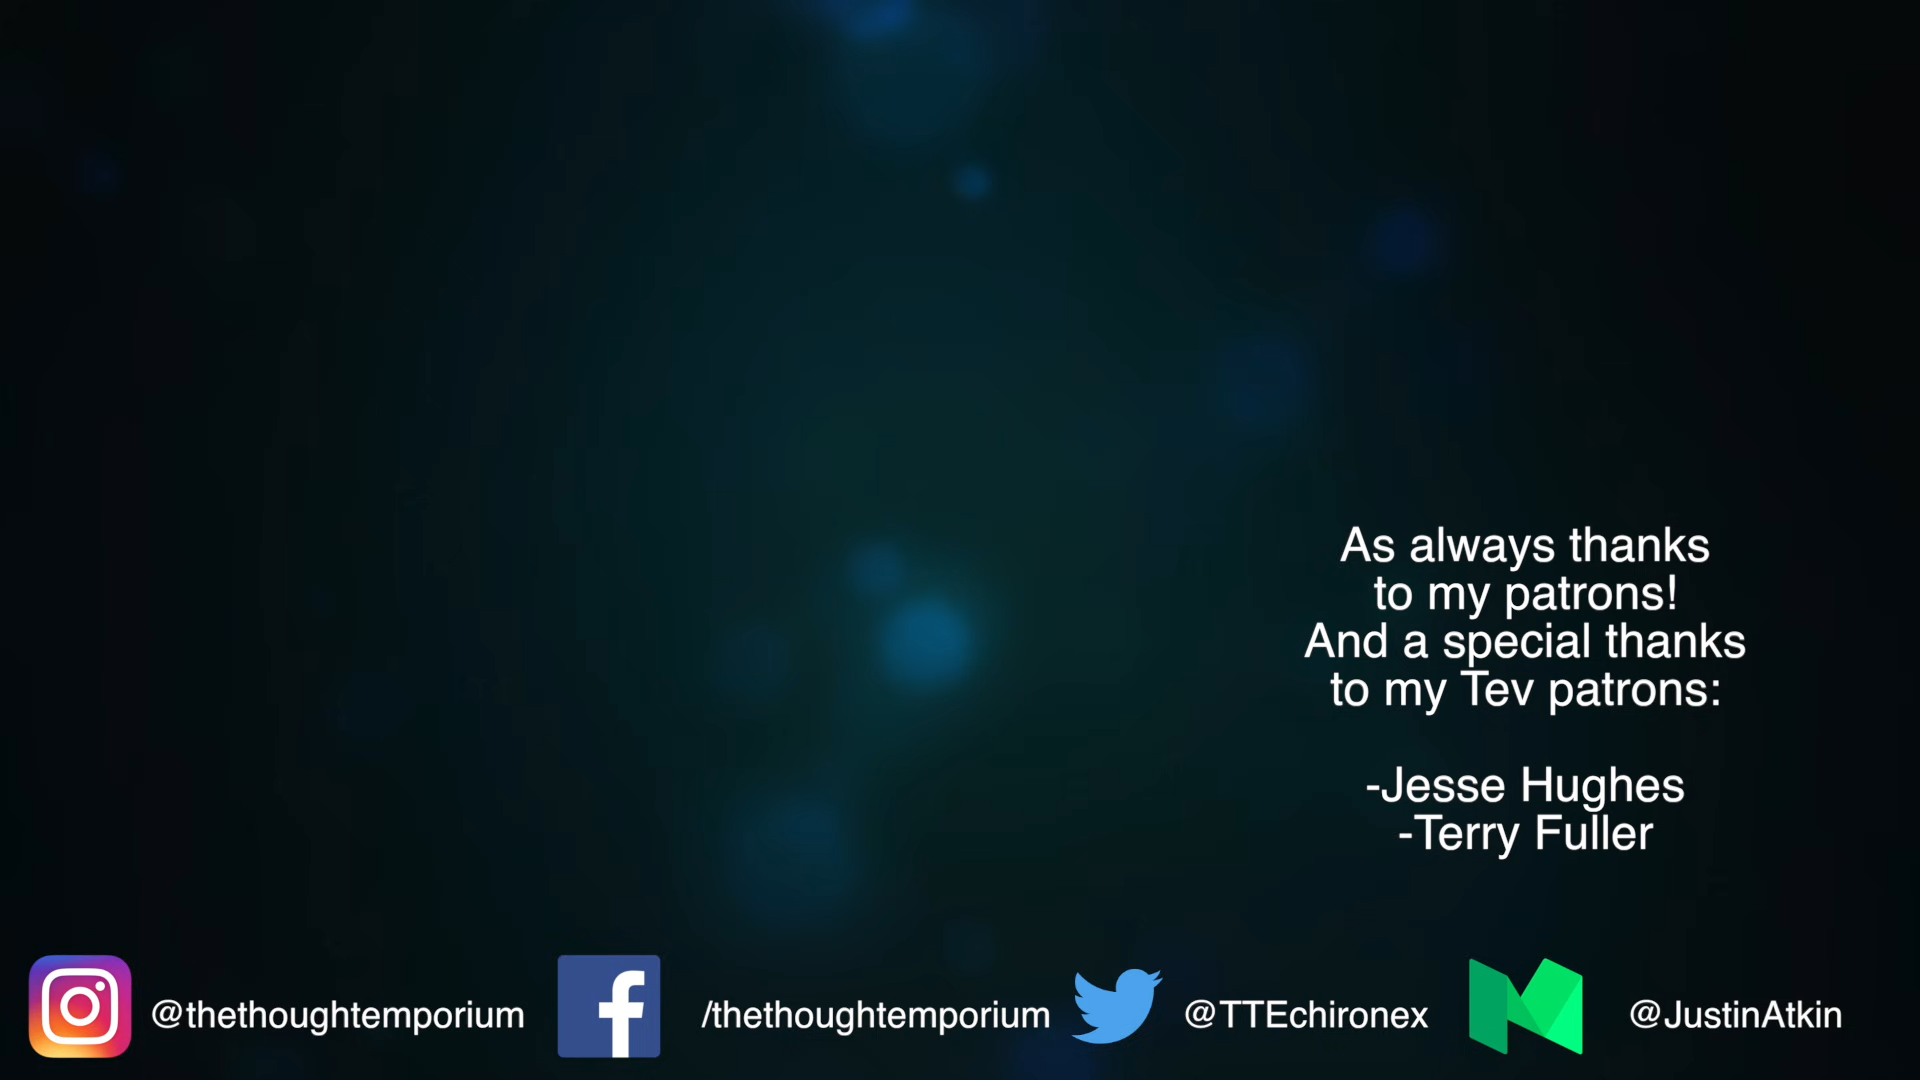 As always thanks
to my patrons!
And a special thanks
to my Tev patrons:
-Jesse Hughes
-Terry Fuller
@thethoughtemporium
/thethoughtemporium
@TTEchironex
@JustinAtkin